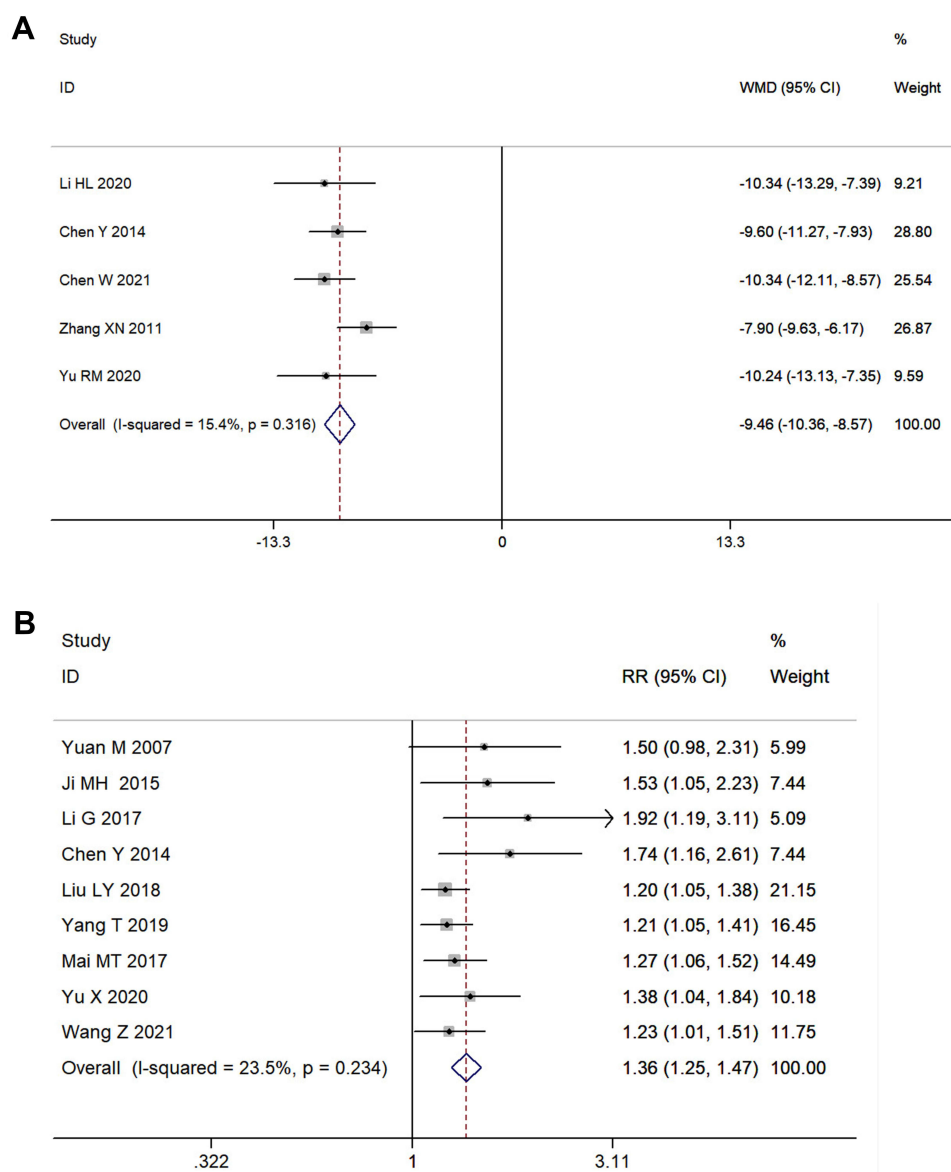 A
Study %
ID WMD (95% CI) Weight
Li HL 2020 -10.34 (-13.29, -7.39) 9.21
Chen Y 2014 -9.60 (-11.27, -7.93) 28.80
Chen W 2021 -10.34 (-12.11, -8.57) 25.54
Zhang XN 2011 -7.90 (-9.63, -6.17) 26.87
Yu RM 2020 -10.24 (-13.13, -7.35) 9.59
Overall (I-squared = 15.4%, p = 0.316) -9.46 (-10.36, -8.57) 100.00
-13.3 0 13.3
B
Study %
ID RR (95% CI) Weight
Yuan M 2007 1.50 (0.98, 2.31) 5.99
Ji MH 2015 1.53 (1.05, 2.23) 7.44
Li G 2017 1.92 (1.19, 3.11) 5.09
Chen Y 2014 1.74 (1.16, 2.61) 7.44
Liu LY 2018 1.20 (1.05, 1.38) 21.15
Yang T 2019 1.21 (1.05, 1.41) 16.45
Mai MT 2017 1.27 (1.06, 1.52) 14.49
Yu X 2020 1.38 (1.04, 1.84) 10.18
Wang Z 2021 1.23 (1.01, 1.51) 11.75
Overall (I-squared = 23.5%, p = 0.234) 1.36 (1.25, 1.47) 100.00
.322 1 3.11